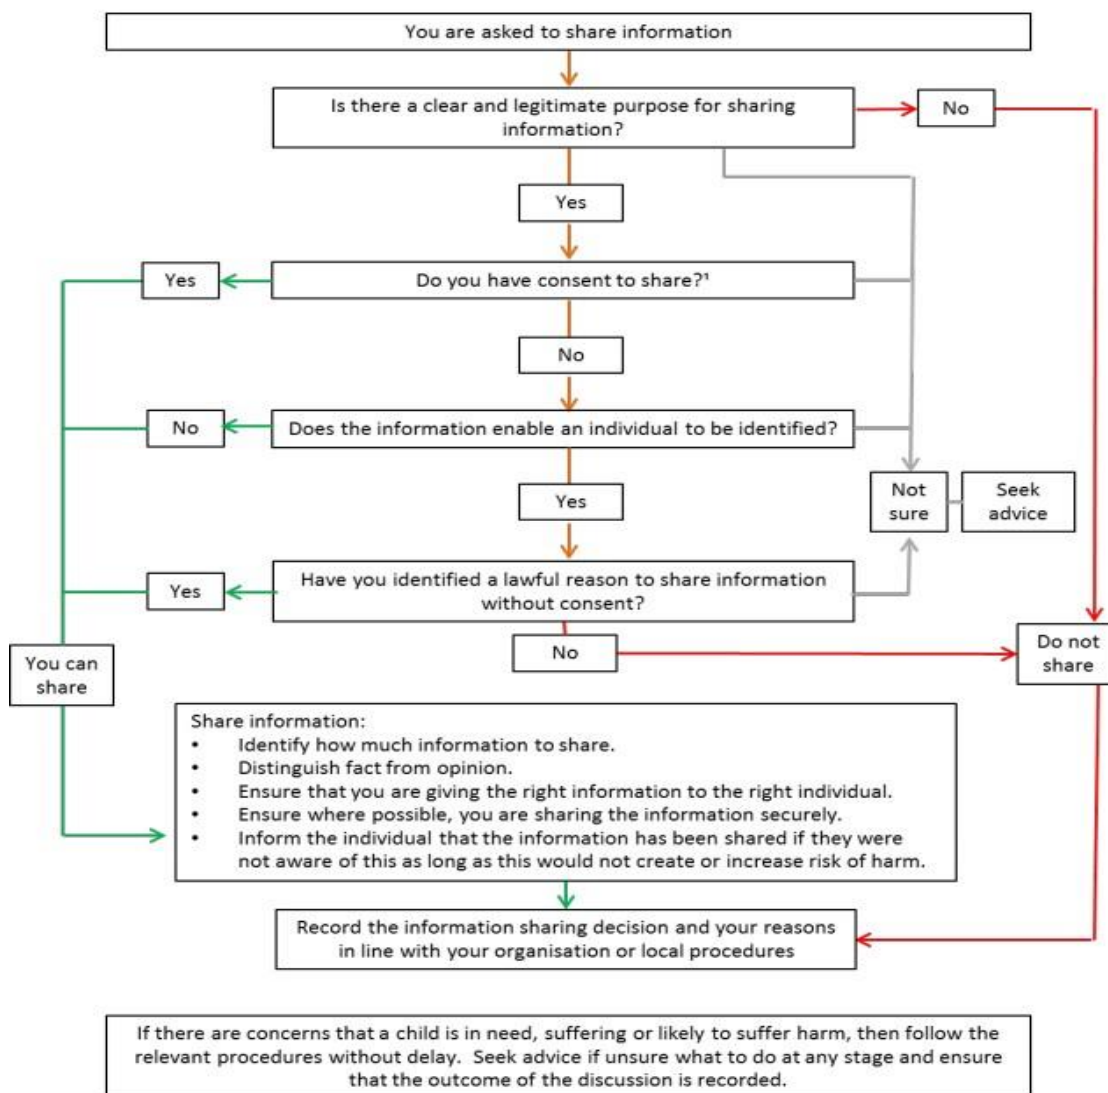 You are asked to share information
Is there a clear and legitimate purpose for sharing
information?
No
Yes
Yes
Do you have consent to share?¹
No
No
Does the information enable an individual to be identified?
Yes
Not
sure
Seek
advice
Yes
Have you identified a lawful reason to share information
without consent?
No
You can
share
Do not
share
Share information:
• Identify how much information to share.
• Distinguish fact from opinion.
• Ensure that you are giving the right information to the right individual.
• Ensure where possible, you are sharing the information securely.
• Inform the individual that the information has been shared if they were
not aware of this as long as this would not create or increase risk of harm.
Record the information sharing decision and your reasons
in line with your organisation or local procedures
If there are concerns that a child is in need, suffering or likely to suffer harm, then follow the
relevant procedures without delay. Seek advice if unsure what to do at any stage and ensure
that the outcome of the discussion is recorded.